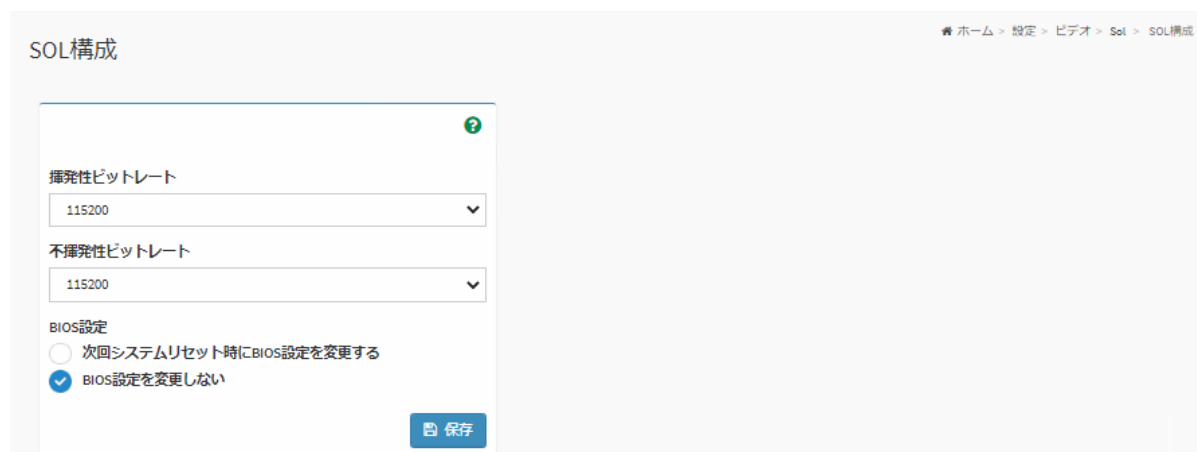 ホーム > 設定 > ビデオ > Sol > SOL構成
SOL構成
揮発性ビットレート
115200
不揮発性ビットレート
115200
BIOS設定
次回システムリセット時にBIOS設定を変更する
BIOS設定を変更しない
保存